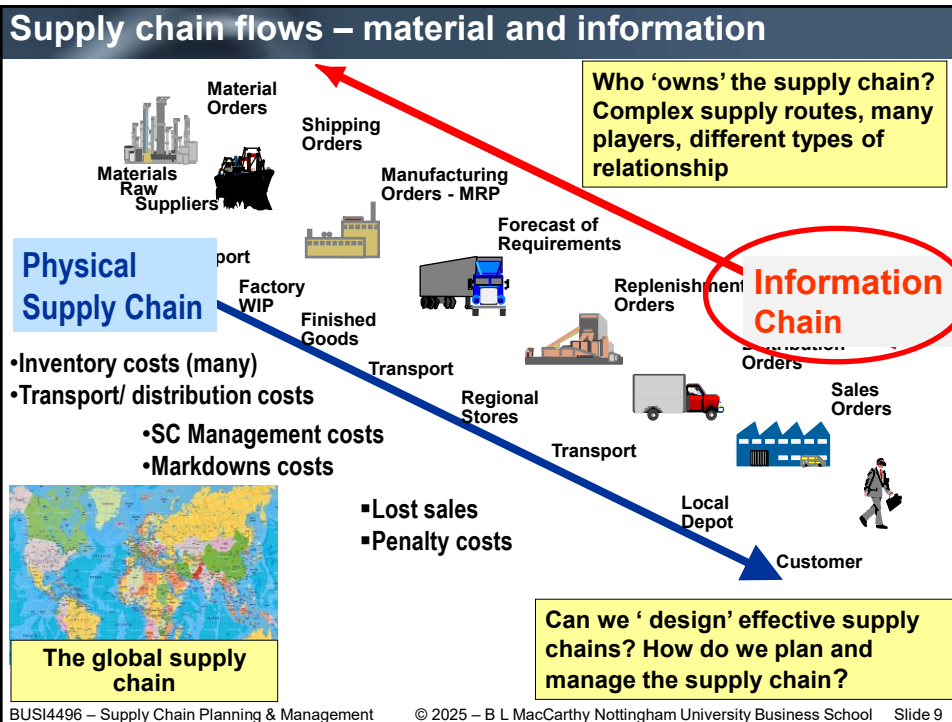 Supply chain flows – material and information
Who ‘owns’ the supply chain?
Complex supply routes, many
players, different types of
relationship
Material
Orders
Shipping
Orders
Materials
Raw
Suppliers
Manufacturing
Orders - MRP
Forecast of
Requirements
Physical
Supply Chain
port
Factory
WIP
Finished
Goods
Replenishment
Orders
Information
Chain
Distribution
Orders
•Inventory costs (many)
•Transport/ distribution costs
Transport
Sales
Orders
Regional
Stores
•SC Management costs
•Markdowns costs
Transport
▪Lost sales
▪Penalty costs
Local
Depot
Customer
The global supply
chain
Can we ‘ design’ effective supply
chains? How do we plan and
manage the supply chain?
BUSI4496 – Supply Chain Planning & Management © 2025 – B L MacCarthy Nottingham University Business School Slide 9